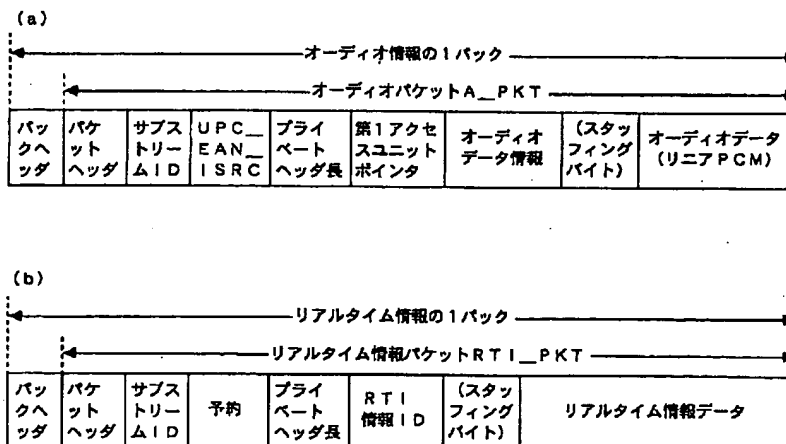 (a)
オーディオ情報の1パック
オーディオパケットA__PKT
パッ
クヘ
ッダ
パケ
ット
ヘッダ
サブス
トリー
ムID
UPC__
EAN__
ISRC
プライ
ベート
ヘッダ長
第1アクセ
スユニット
ポインタ
オーディオ
データ情報
(スタッ
フィング
バイト)
オーディオデータ
(リニアPCM)
(b)
リアルタイム情報の1パック
リアルタイム情報パケットRTI__PKT
パッ
クヘ
ッダ
パケ
ット
ヘッダ
サブス
トリー
ムID
予約
プライ
ベート
ヘッダ長
RTI
情報ID
(スタッ
フィング
バイト)
リアルタイム情報データ